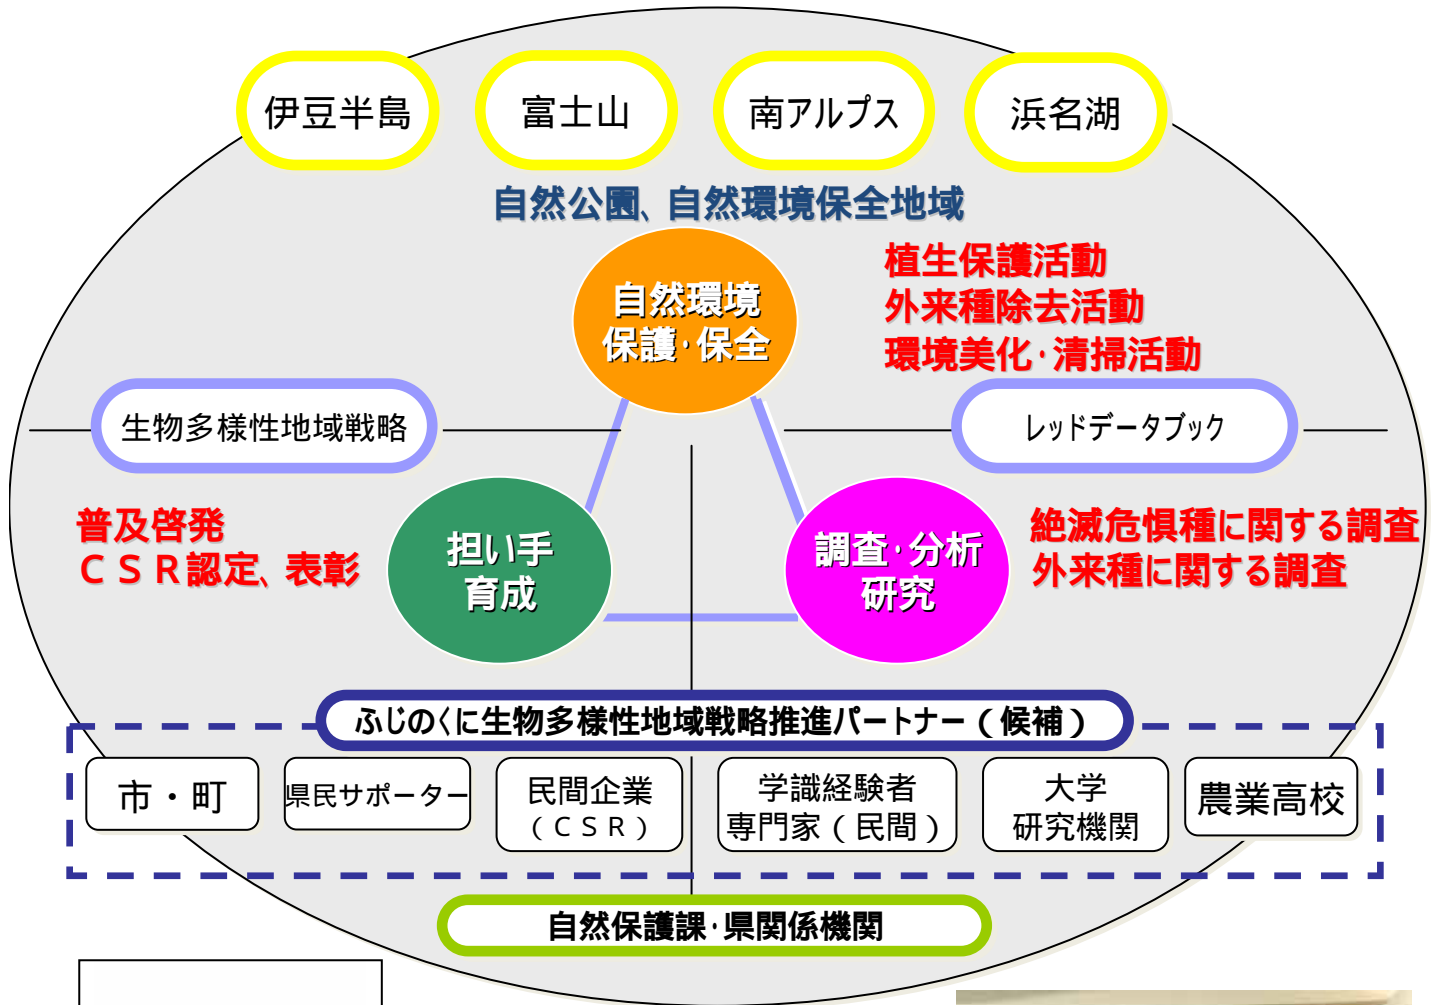 伊豆半島
富士山
南アルプス
浜名湖
自然公園、自然環境保全地域
自然環境
保護・保全
植生保護活動
外来種除去活動
環境美化・清掃活動
生物多様性地域戦略
レッドデータブック
普及啓発
ＣＳＲ認定、表彰
担い手
育成
調査・分析
研究
絶滅危惧種に関する調査
外来種に関する調査
ふじのくに生物多様性地域戦略推進パートナー（候補）
市・町
県民サポーター
民間企業
（ＣＳＲ）
学識経験者
専門家（民間）
大学
研究機関
農業高校
自然保護課・県関係機関